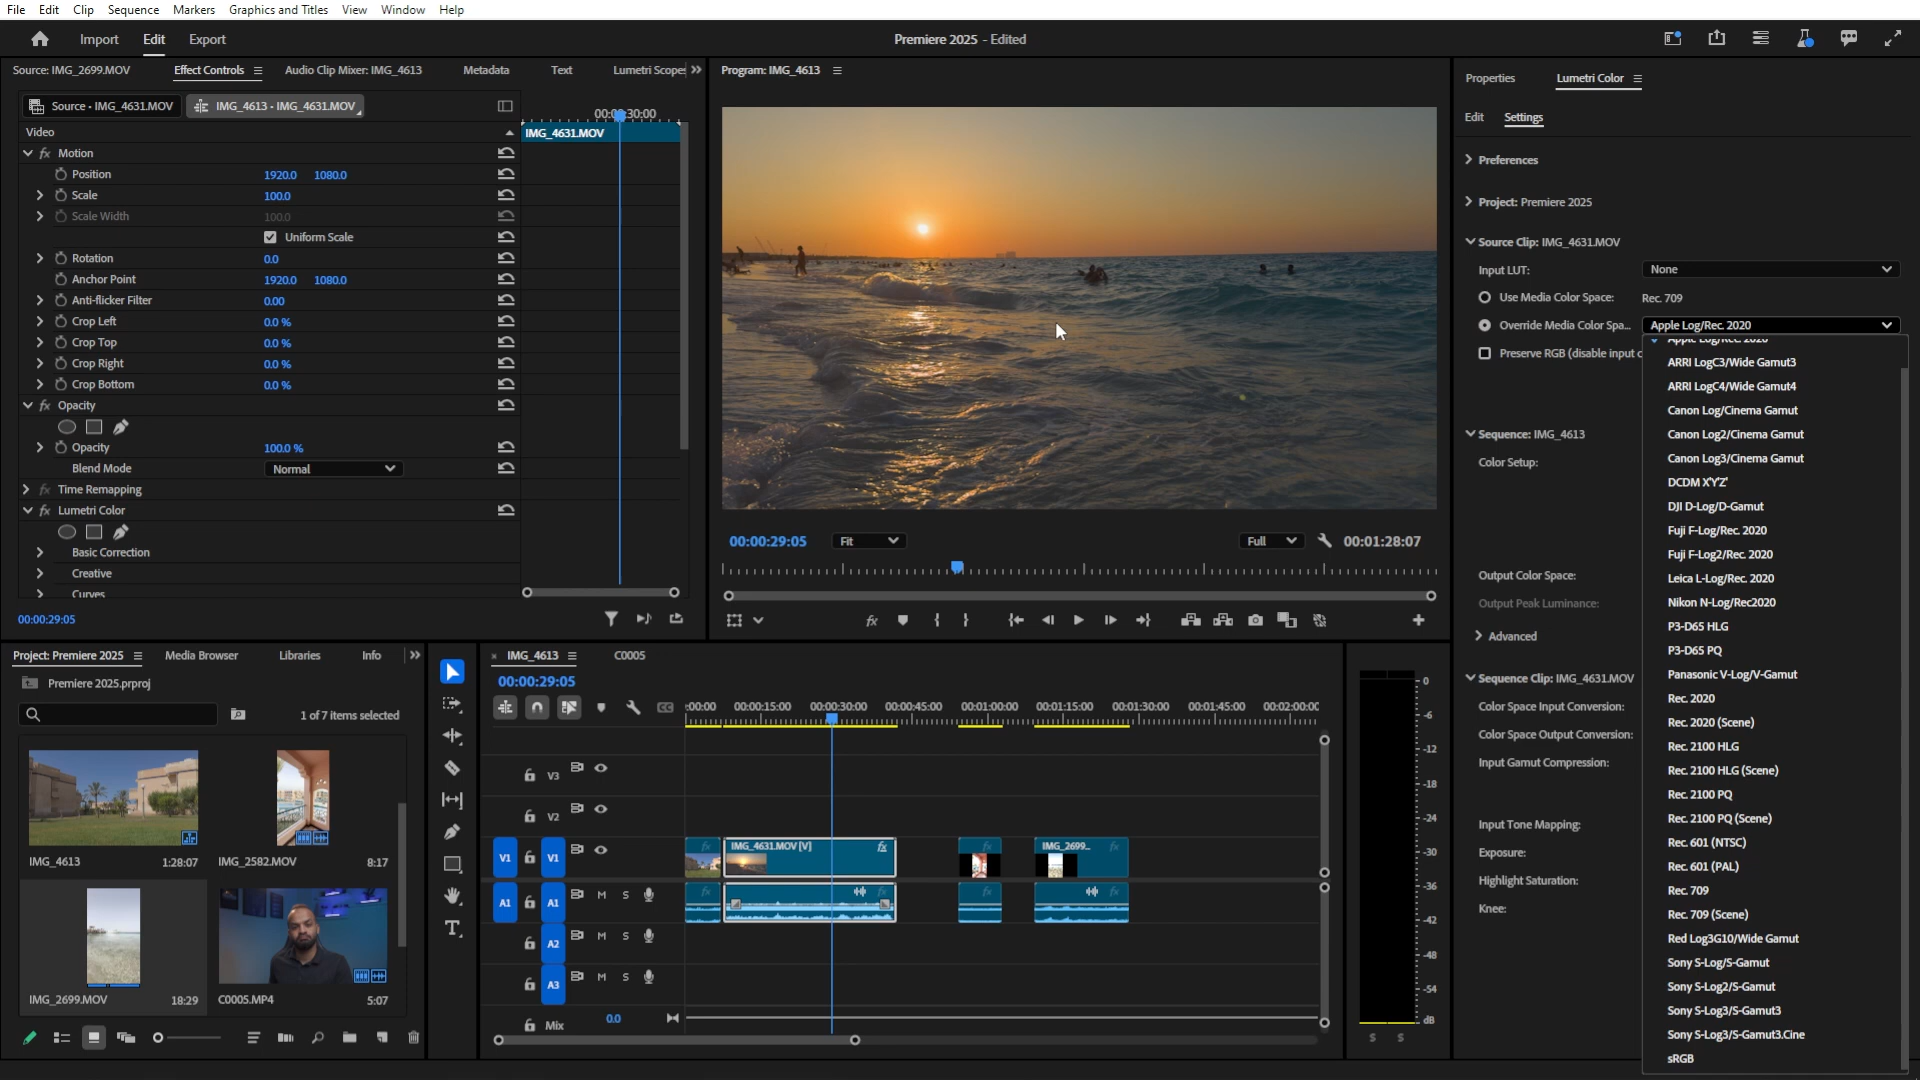 File Edit Clip Sequence Markers Graphics and Titles View Window Help
Import Edit Export
Premiere 2025 - Edited
Source: IMG_2699.MOV Effect Controls Audio Clip Mixer: IMG_4613 Metadata Text Lumetri Scopes
Source • IMG_4631.MOV IMG_4613 • IMG_4631.MOV
Video
IMG_4631.MOV
Motion
Position 1920.0 1080.0
Scale 100.0
Scale Width 100.0
Uniform Scale
Rotation 0.0
Anchor Point 1920.0 1080.0
Anti-flicker Filter 0.00
Crop Left 0.0 %
Crop Top 0.0 %
Crop Right 0.0 %
Crop Bottom 0.0 %
Opacity
Opacity 100.0 %
Blend Mode Normal
Time Remapping
Lumetri Color
Basic Correction
Creative
Curves
00:00:29:05
Program: IMG_4613
00:00:29:05 Fit Full 00:01:28:07
Properties Lumetri Color
Edit Settings
Preferences
Project: Premiere 2025
Source Clip: IMG_4631.MOV
Input LUT: None
Use Media Color Space: Rec. 709
Override Media Color Spa... Apple Log/Rec. 2020
Preserve RGB (disable input c
Sequence: IMG_4613
Color Setup:
Output Color Space:
Output Peak Luminance:
Advanced
Sequence Clip: IMG_4631.MOV
Color Space Input Conversion:
Color Space Output Conversion:
Input Gamut Compression:
Input Tone Mapping:
Exposure:
Highlight Saturation:
Knee:
Apple Log/Rec. 2020
ARRI LogC3/Wide Gamut3
ARRI LogC4/Wide Gamut4
Canon Log/Cinema Gamut
Canon Log2/Cinema Gamut
Canon Log3/Cinema Gamut
DCDM X'Y'Z'
DJI D-Log/D-Gamut
Fuji F-Log/Rec. 2020
Fuji F-Log2/Rec. 2020
Leica L-Log/Rec. 2020
Nikon N-Log/Rec2020
P3-D65 HLG
P3-D65 PQ
Panasonic V-Log/V-Gamut
Rec. 2020
Rec. 2020 (Scene)
Rec. 2100 HLG
Rec. 2100 HLG (Scene)
Rec. 2100 PQ
Rec. 2100 PQ (Scene)
Rec. 601 (NTSC)
Rec. 601 (PAL)
Rec. 709
Rec. 709 (Scene)
Red Log3G10/Wide Gamut
Sony S-Log/S-Gamut
Sony S-Log2/S-Gamut
Sony S-Log3/S-Gamut3
Sony S-Log3/S-Gamut3.Cine
sRGB
Project: Premiere 2025 Media Browser Libraries Info
Premiere 2025.prproj
1 of 7 items selected
IMG_4613 1:28:07 IMG_2582.MOV 8:17
IMG_2699.MOV 18:29 C0005.MP4 5:07
IMG_4613 C0005
00:00:29:05
:00:00 00:00:15:00 00:00:30:00 00:00:45:00 00:01:00:00 00:01:15:00 00:01:30:00 00:01:45:00 00:02:00:00
V3
V2
V1 V1 IMG_4631.MOV [V] fx fx IMG_2699_ fx
A1 A1 M S
A2 M S
A3 M S
Mix 0.0
0
-6
-12
-18
-24
-30
-36
-42
-48
-54
dB
S S